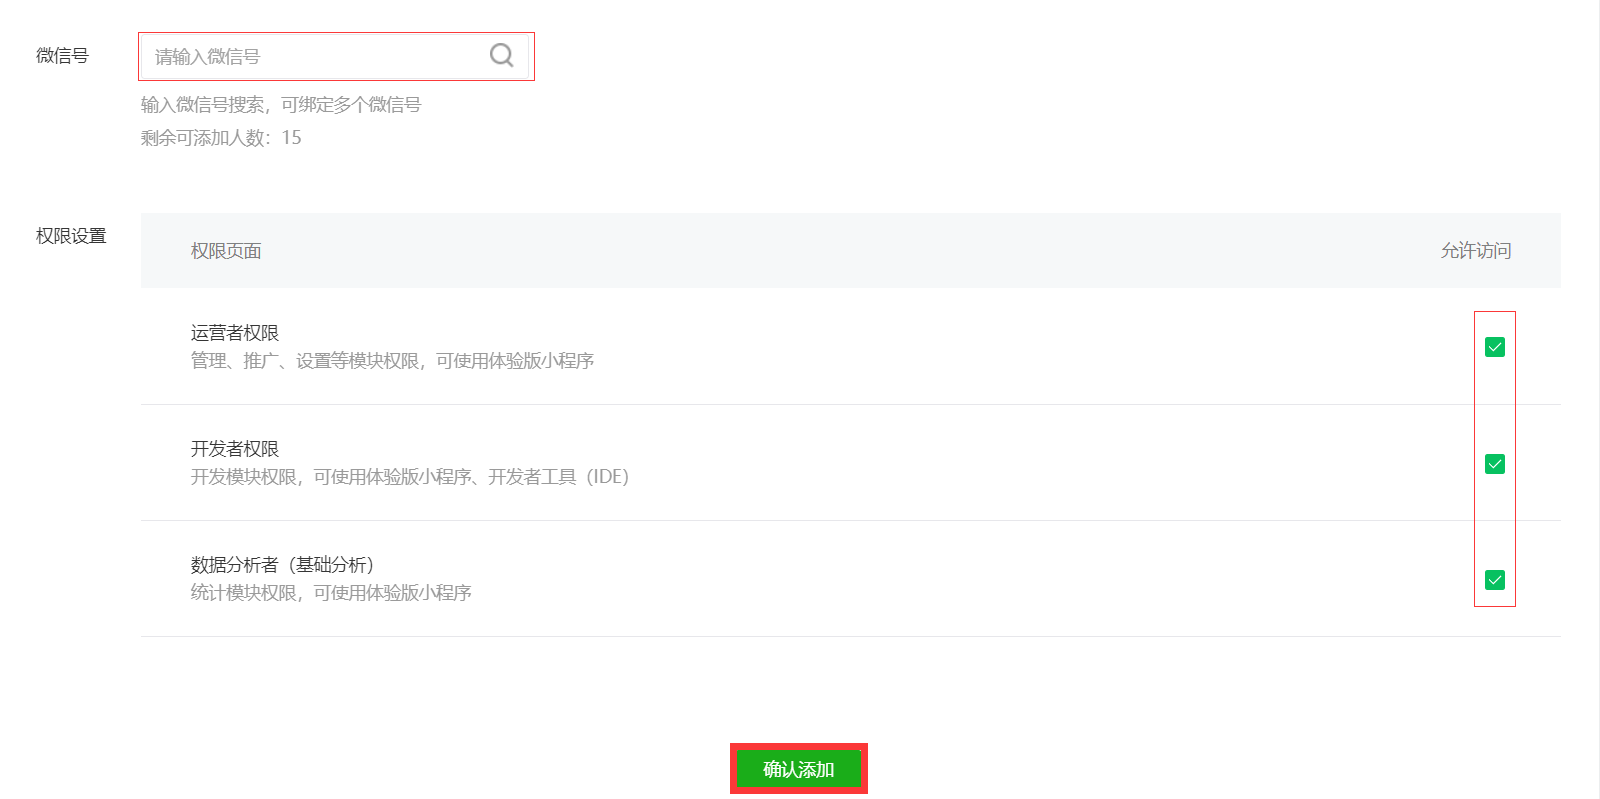 微信号
请输入微信号
输入微信号搜索，可绑定多个微信号
剩余可添加人数：15
权限设置
权限页面 允许访问
运营者权限
管理、推广、设置等模块权限，可使用体验版小程序
开发者权限
开发模块权限，可使用体验版小程序、开发者工具（IDE）
数据分析者（基础分析）
统计模块权限，可使用体验版小程序
确认添加